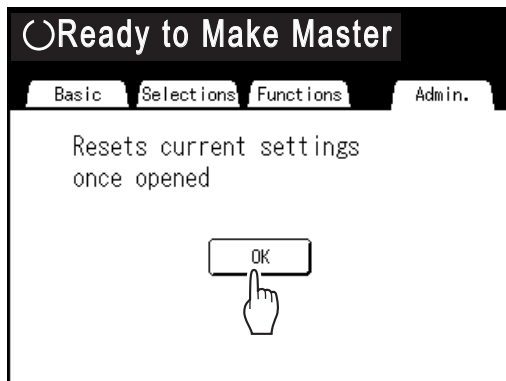 Ready to Make Master
Basic Selections Functions Admin.
Resets current settings
once opened
OK